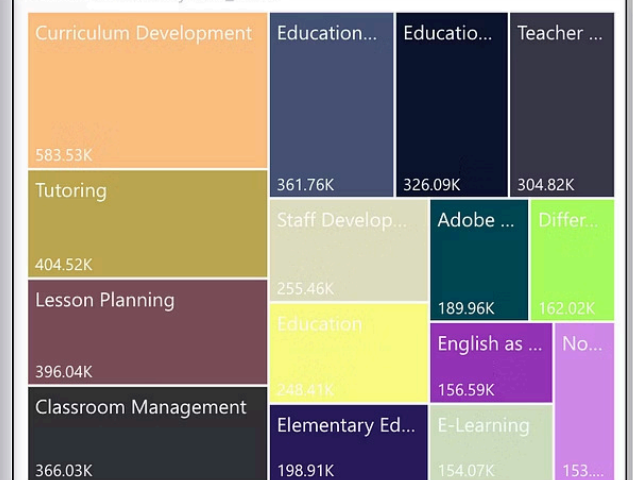 Curriculum Development
583.53K
Tutoring
404.52K
Lesson Planning
396.04K
Classroom Management
366.03K
Education...
361.76K
Educatio...
326.09K
Teacher ...
304.82K
Staff Develop...
255.46K
Education
248.41K
Elementary Ed...
198.91K
Adobe ...
189.96K
Differ...
162.02K
English as ...
156.59K
E-Learning
154.07K
No...
153....